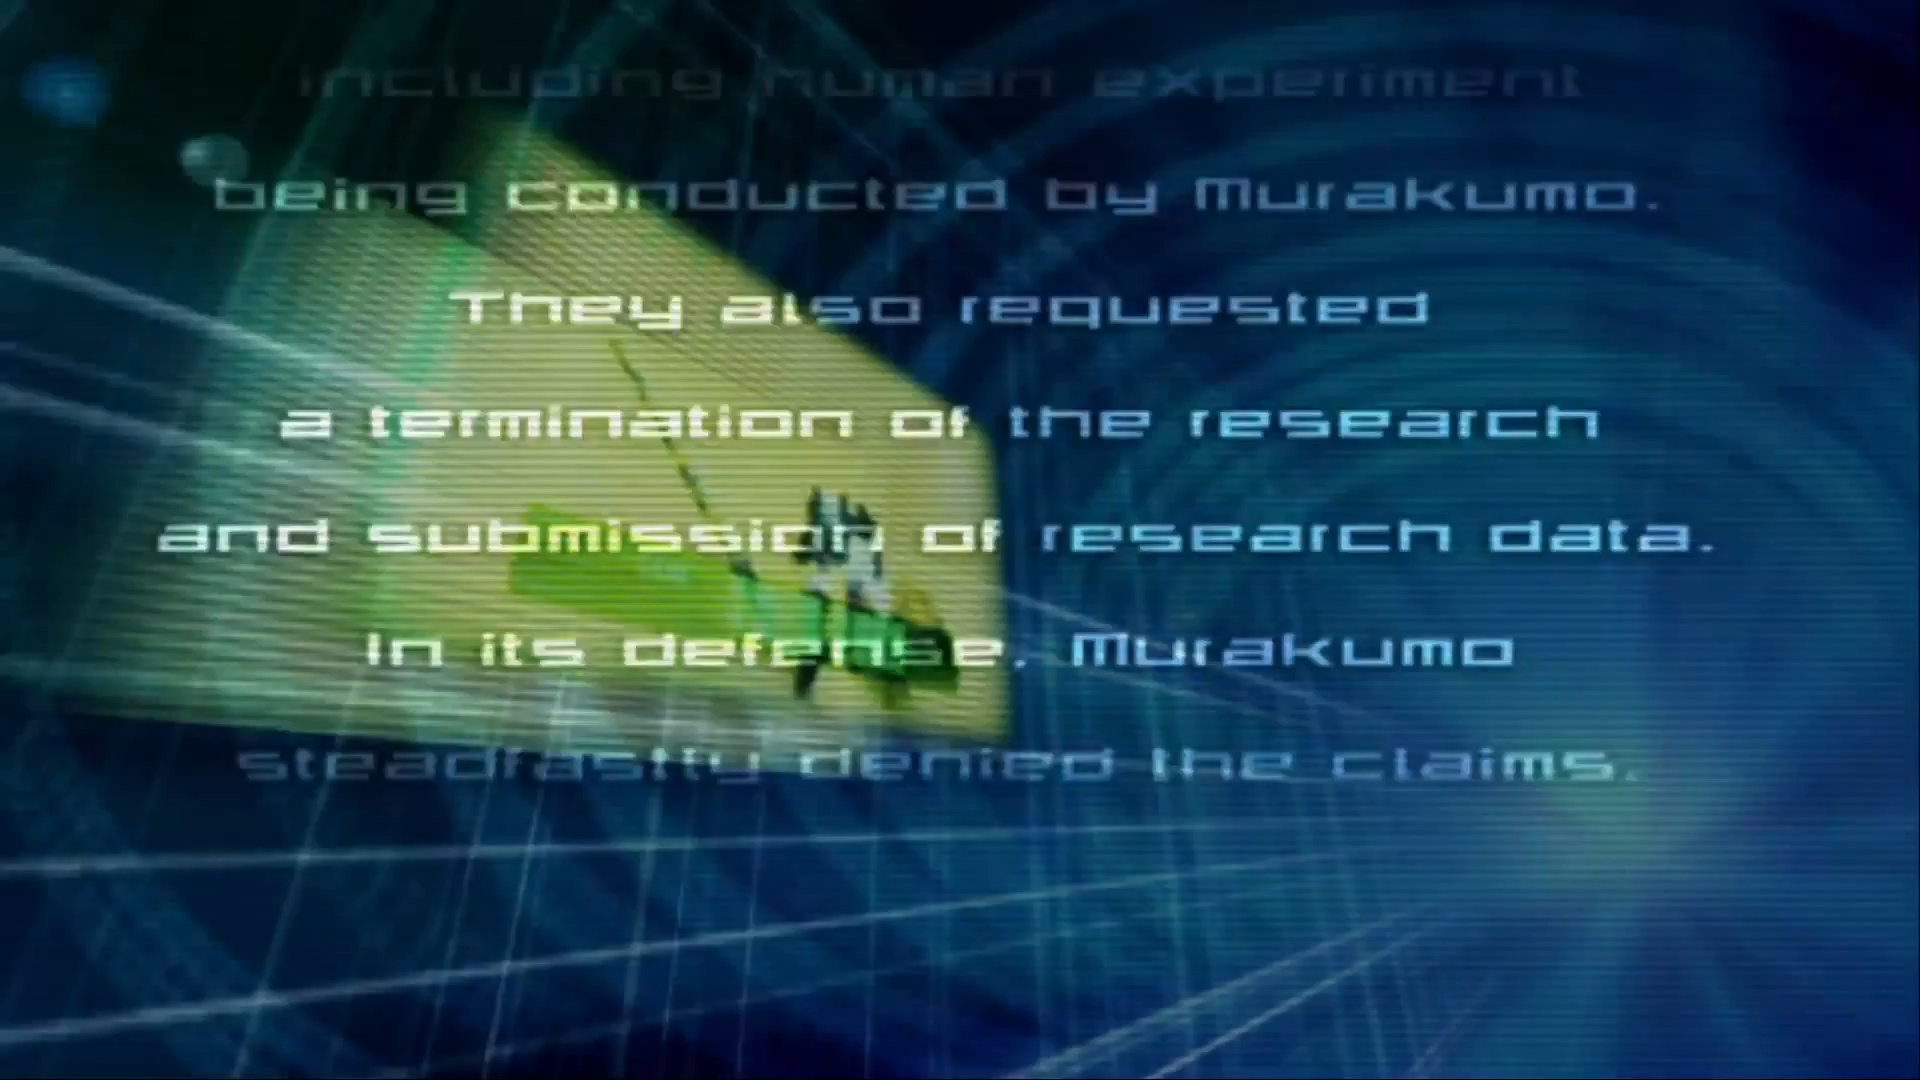 including human experiment
being conducted by Murakumo.
They also requested
a termination of the research
and submission of research data.
In its defense, Murakumo
steadfastly denied the claims.